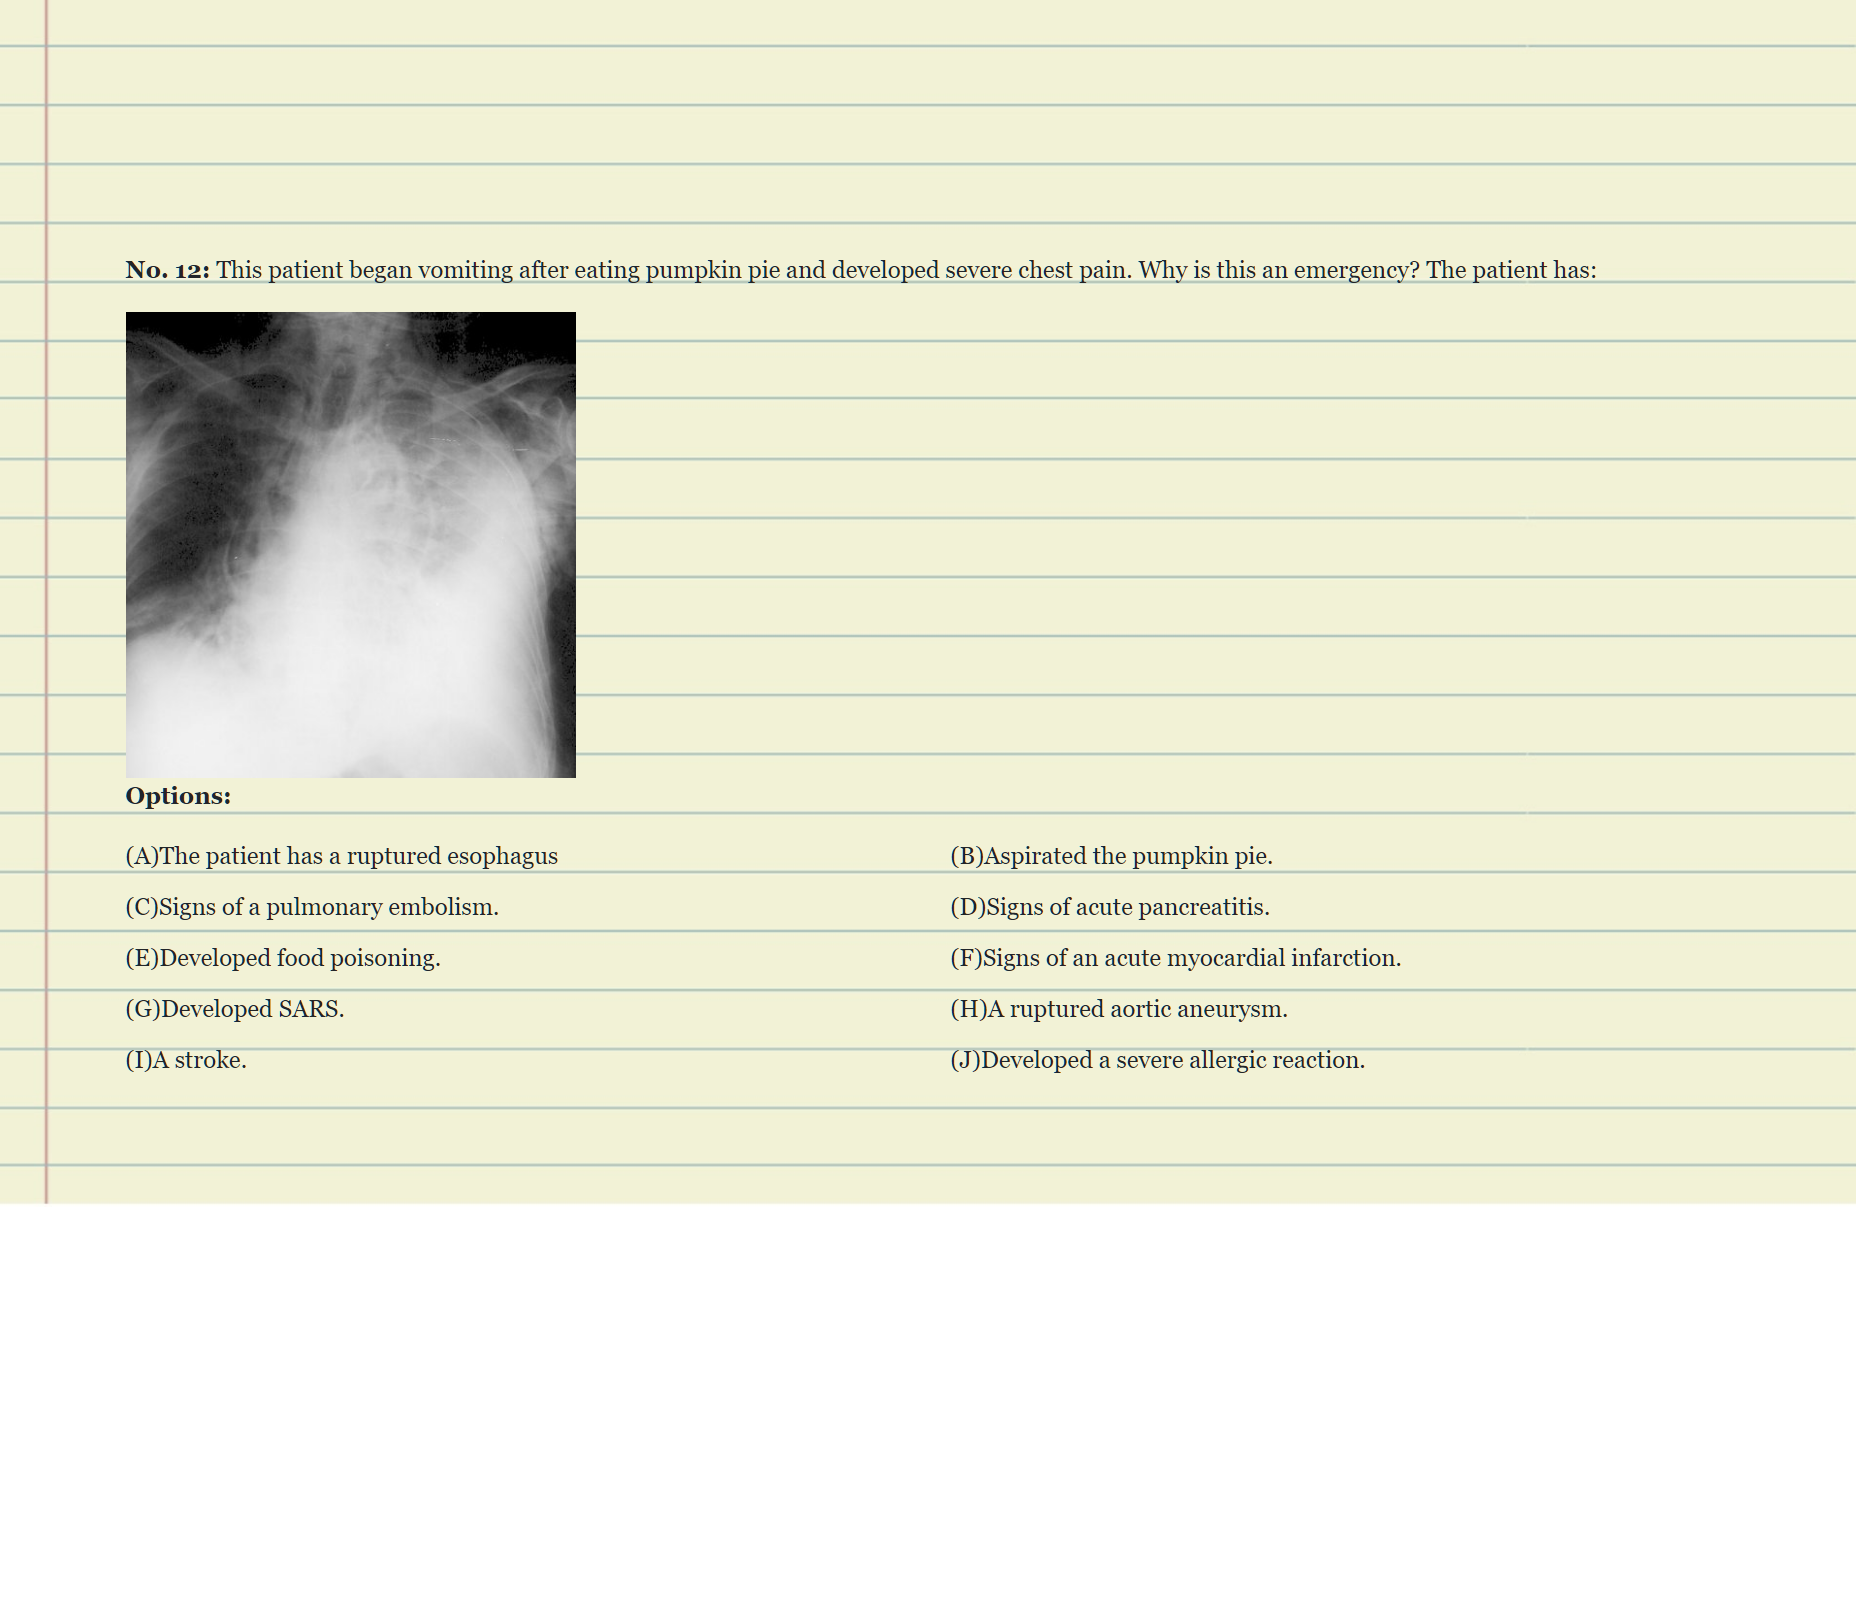 No. 12: This patient began vomiting after eating pumpkin pie and developed severe chest pain. Why is this an emergency? The patient has:
Options:
(A)The patient has a ruptured esophagus
(B)Aspirated the pumpkin pie.
(C)Signs of a pulmonary embolism.
(D)Signs of acute pancreatitis.
(E)Developed food poisoning.
(F)Signs of an acute myocardial infarction.
(G)Developed SARS.
(H)A ruptured aortic aneurysm.
(I)A stroke.
(J)Developed a severe allergic reaction.